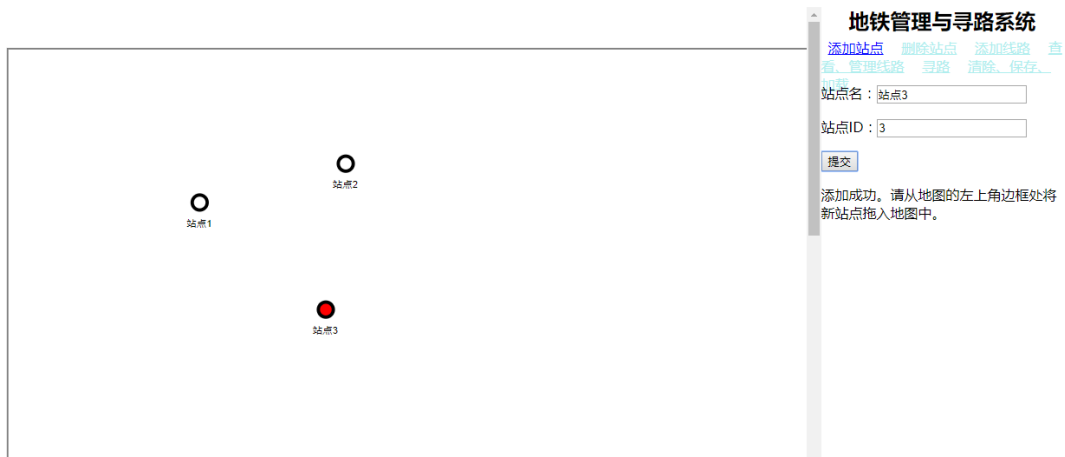 地铁管理与寻路系统
添加站点 删除站点 添加线路 查
看、管理线路 寻路 清除、保存、
加载
站点名：站点3
站点ID：3
提交
添加成功。请从地图的左上角边框处将
新站点拖入地图中。
站点2
站点1
站点3